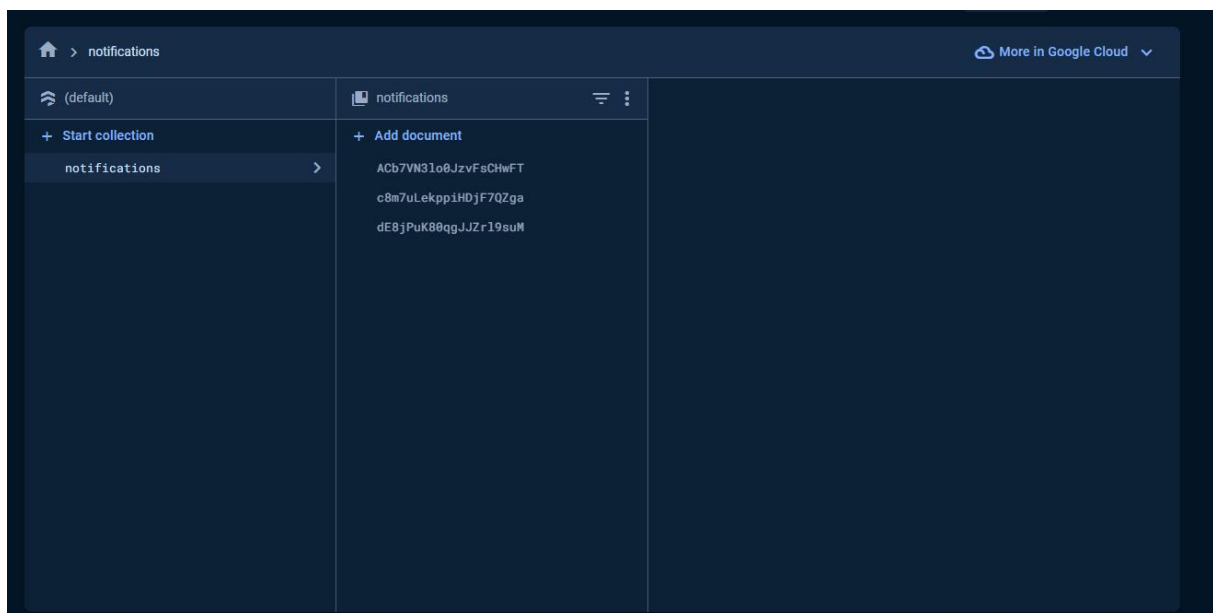 notifications
More in Google Cloud
(default)
notifications
+ Start collection
+ Add document
notifications
ACb7VN3lo0JzvFsCHwFT
c8m7uLekppiHDjF7QZga
dE8jPuK80qgJJZrl9suM